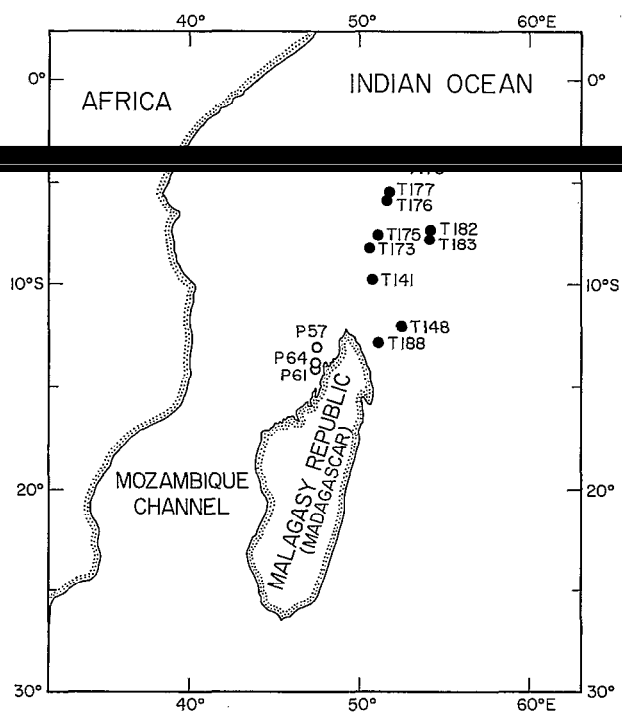 40° 50° 60°E
0° 0°
AFRICA INDIAN OCEAN
T177
T176
T175 T182
T173 T183
10°S 10°
T141
P57 T148
P64 T188
P61
MALAGASY REPUBLIC
(MADAGASCAR)
MOZAMBIQUE
CHANNEL
20° 20°
30° 30°
40° 50° 60°E